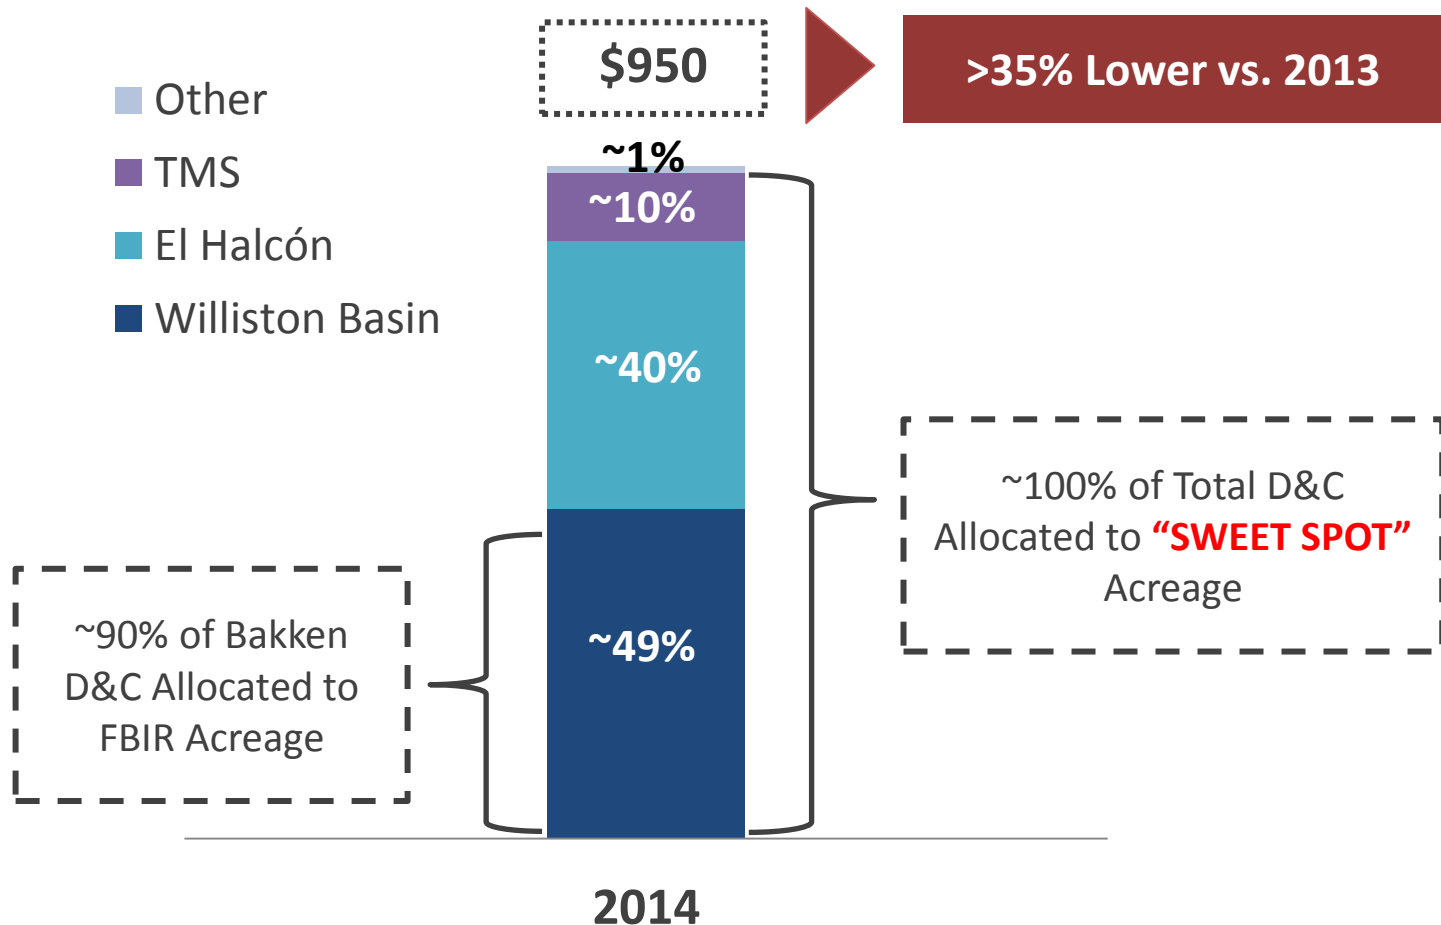 $950
>35% Lower vs. 2013
Other
TMS
El Halcón
Williston Basin
~1%
~10%
~40%
~49%
~90% of Bakken
D&C Allocated to
FBIR Acreage
~100% of Total D&C
Allocated to “SWEET SPOT”
Acreage
2014